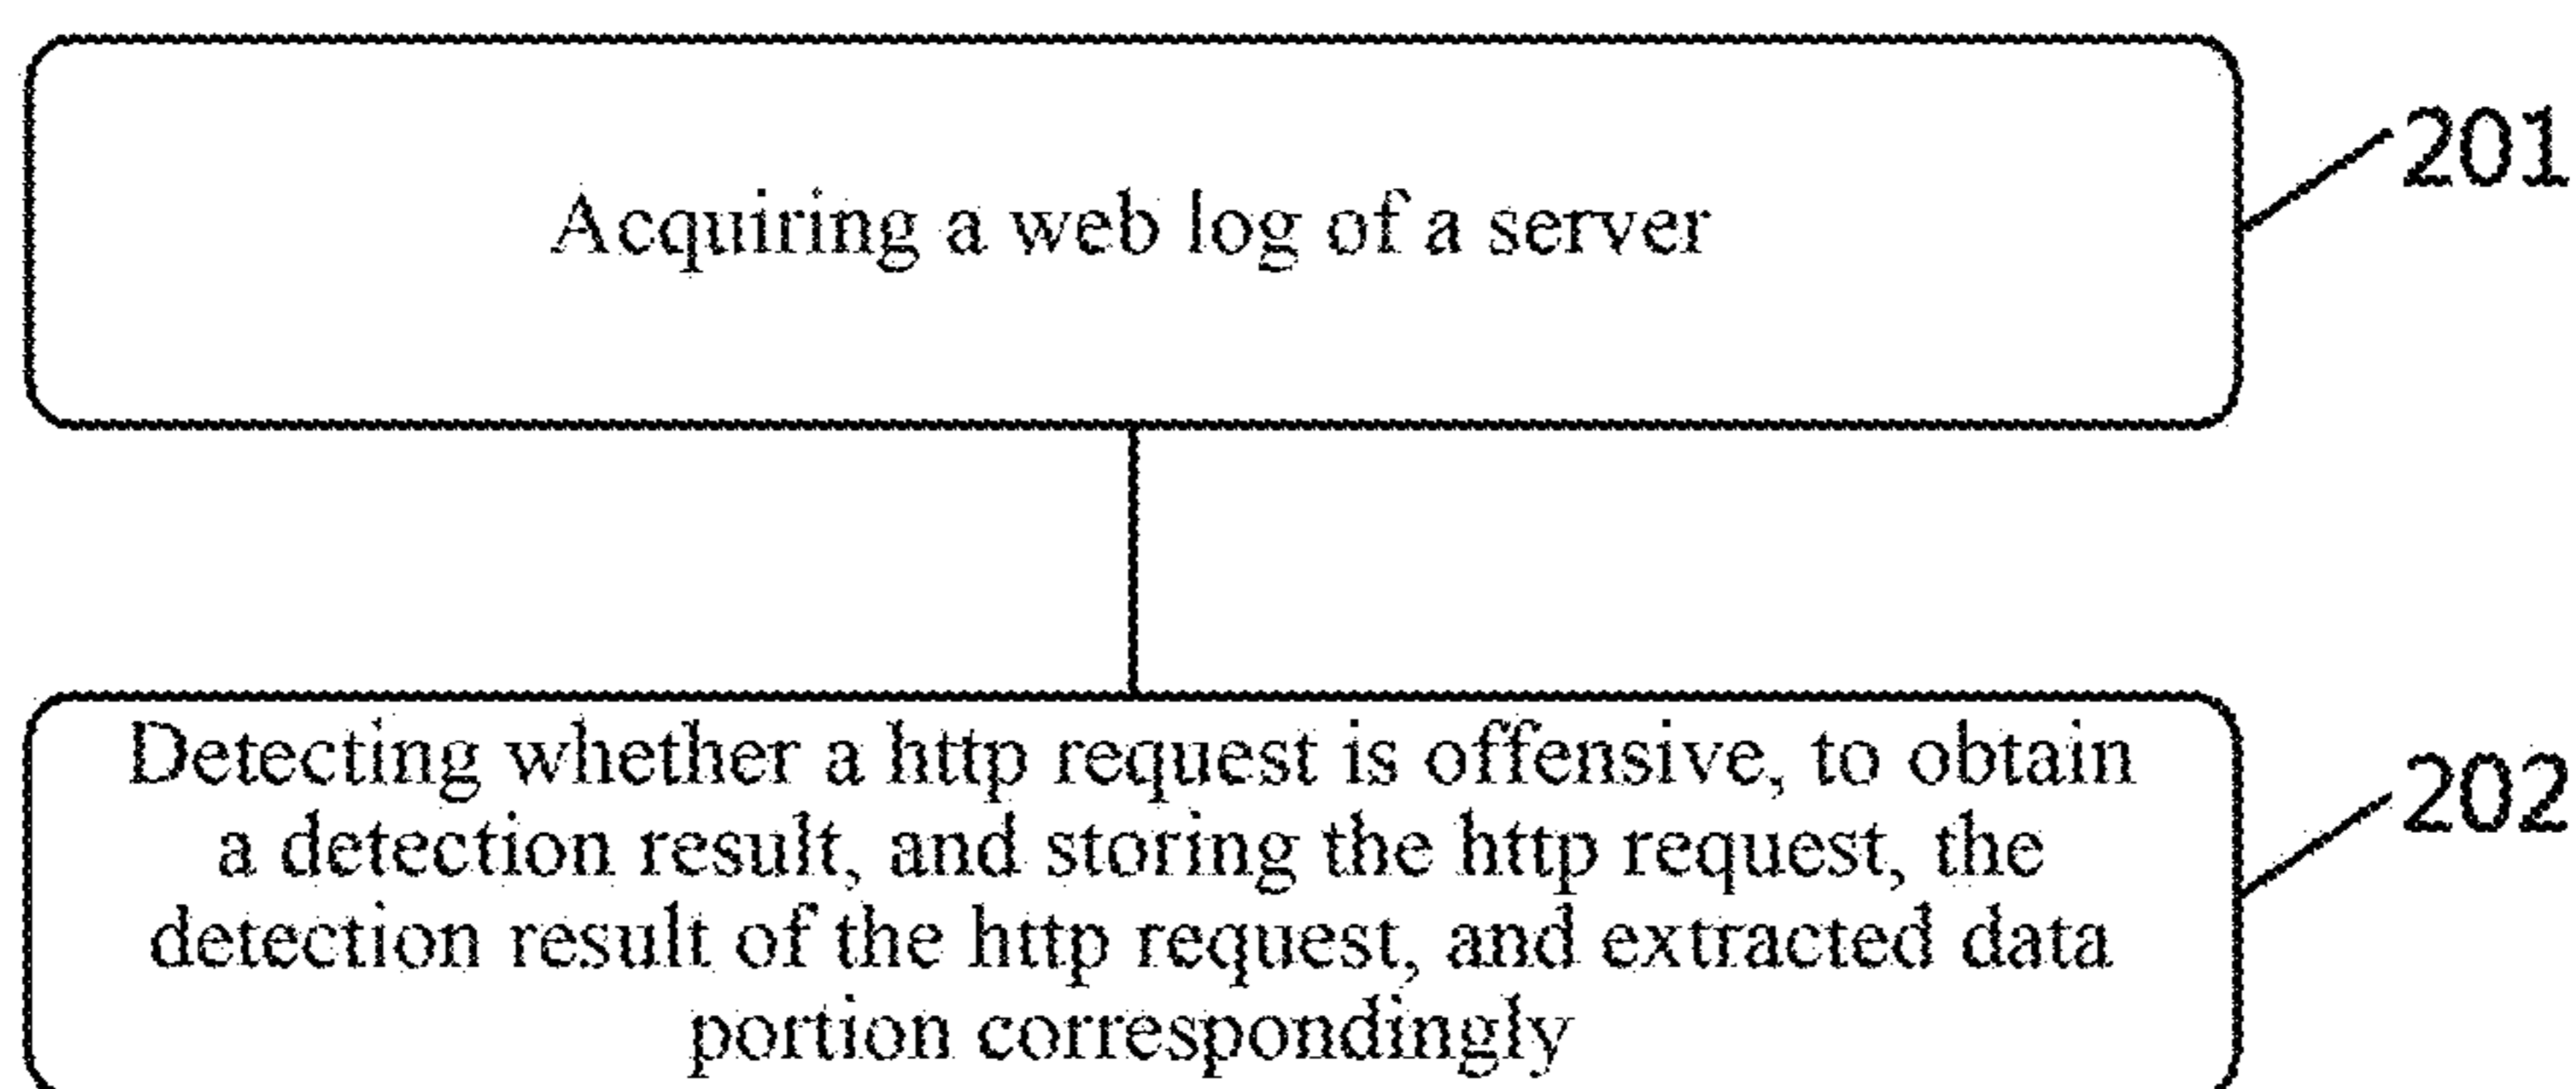 Acquiring a web log of a server
201
Detecting whether a http request is offensive, to obtain
a detection result, and storing the http request, the
detection result of the http request, and extracted data
portion correspondingly
202